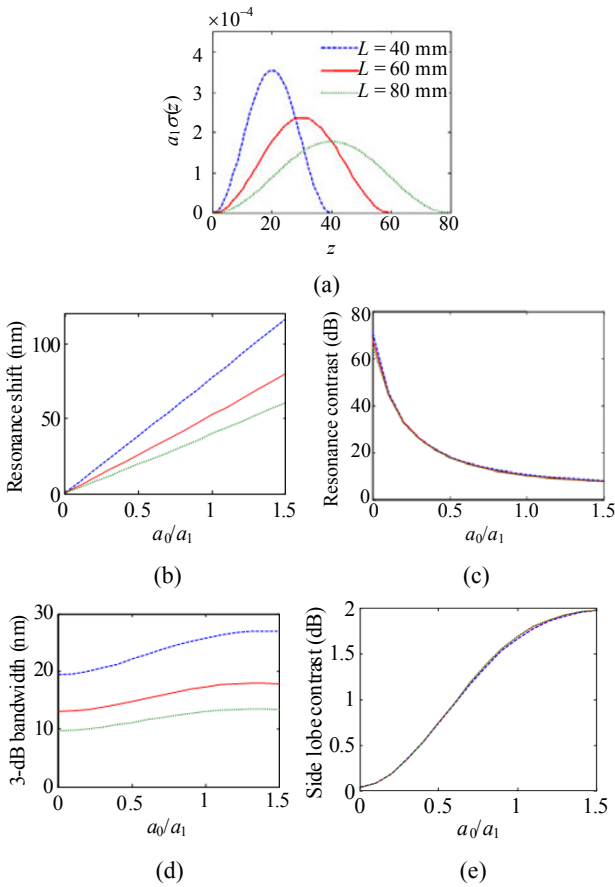 ×10⁻⁴
4
3
2
1
0
a₁σ(z)
L = 40 mm
L = 60 mm
L = 80 mm
0 20 40 60 80
z
(a)
100
50
0
Resonance shift (nm)
0 0.5 1 1.5
a₀/a₁
(b)
80
60
40
20
0
Resonance contrast (dB)
0 0.5 1.0 1.5
a₀/a₁
(c)
30
20
10
0
3-dB bandwidth (nm)
0 0.5 1 1.5
a₀/a₁
(d)
2
1.5
1
0.5
0
Side lobe contrast (dB)
0 0.5 1 1.5
a₀/a₁
(e)